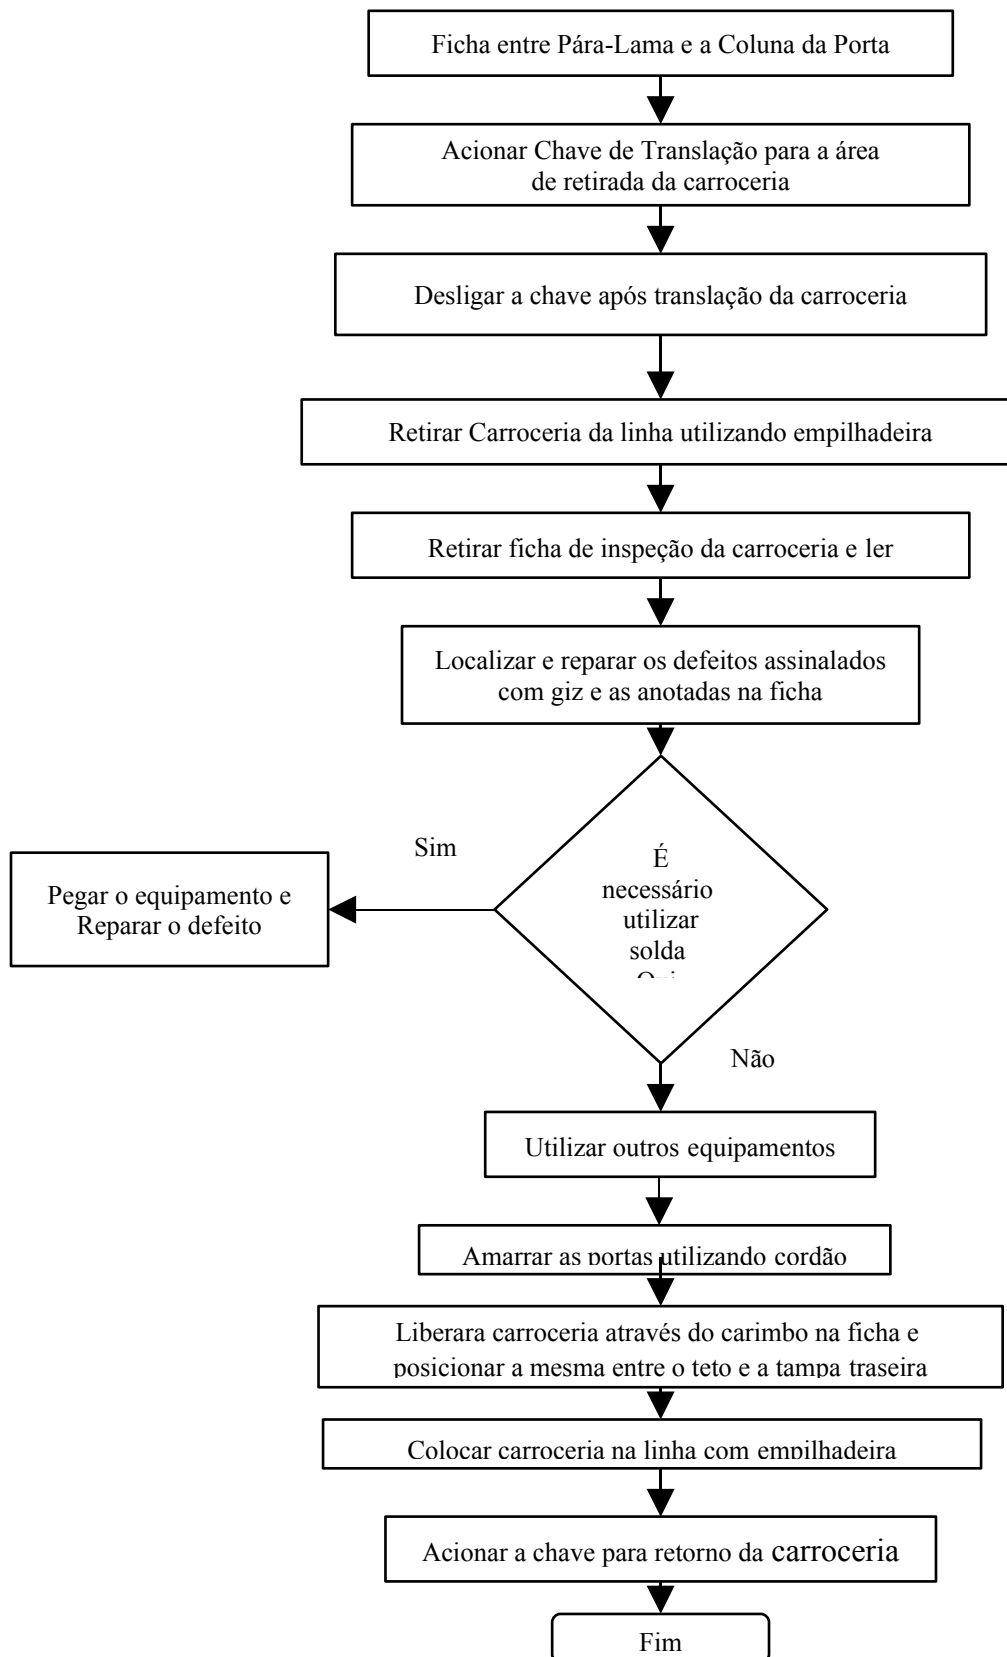 Ficha entre Pára-Lama e a Coluna da Porta
Acionar Chave de Translação para a área
de retirada da carroceria
Desligar a chave após translação da carroceria
Retirar Carroceria da linha utilizando empilhadeira
Retirar ficha de inspeção da carroceria e ler
Localizar e reparar os defeitos assinalados
com giz e as anotadas na ficha
Sim
Pegar o equipamento e
Reparar o defeito
É
necessário
utilizar
solda
Não
Utilizar outros equipamentos
Amarrar as portas utilizando cordão
Liberara carroceria através do carimbo na ficha e
posicionar a mesma entre o teto e a tampa traseira
Colocar carroceria na linha com empilhadeira
Acionar a chave para retorno da carroceria
Fim